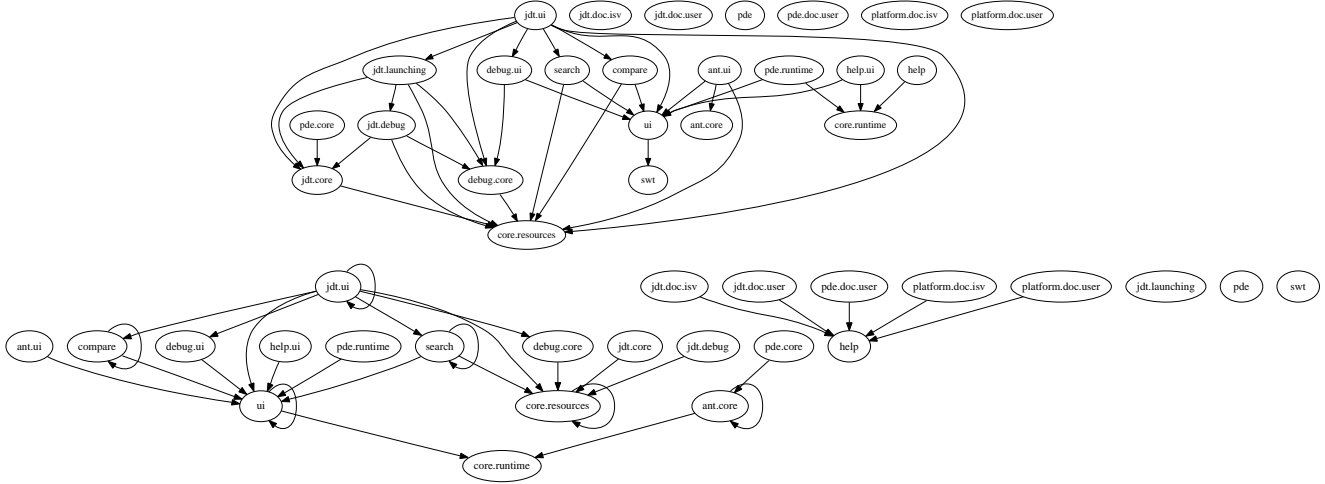 jdt.ui jdt.doc.isv jdt.doc.user pde pde.doc.user platform.doc.isv platform.doc.user
jdt.launching debug.ui search compare ant.ui pde.runtime help.ui help
pde.core jdt.debug ui ant.core core.runtime
jdt.core debug.core swt
core.resources
jdt.ui jdt.doc.isv jdt.doc.user pde.doc.user platform.doc.isv platform.doc.user jdt.launching pde swt
ant.ui compare debug.ui help.ui pde.runtime search debug.core jdt.core jdt.debug pde.core help
ui core.resources ant.core
core.runtime